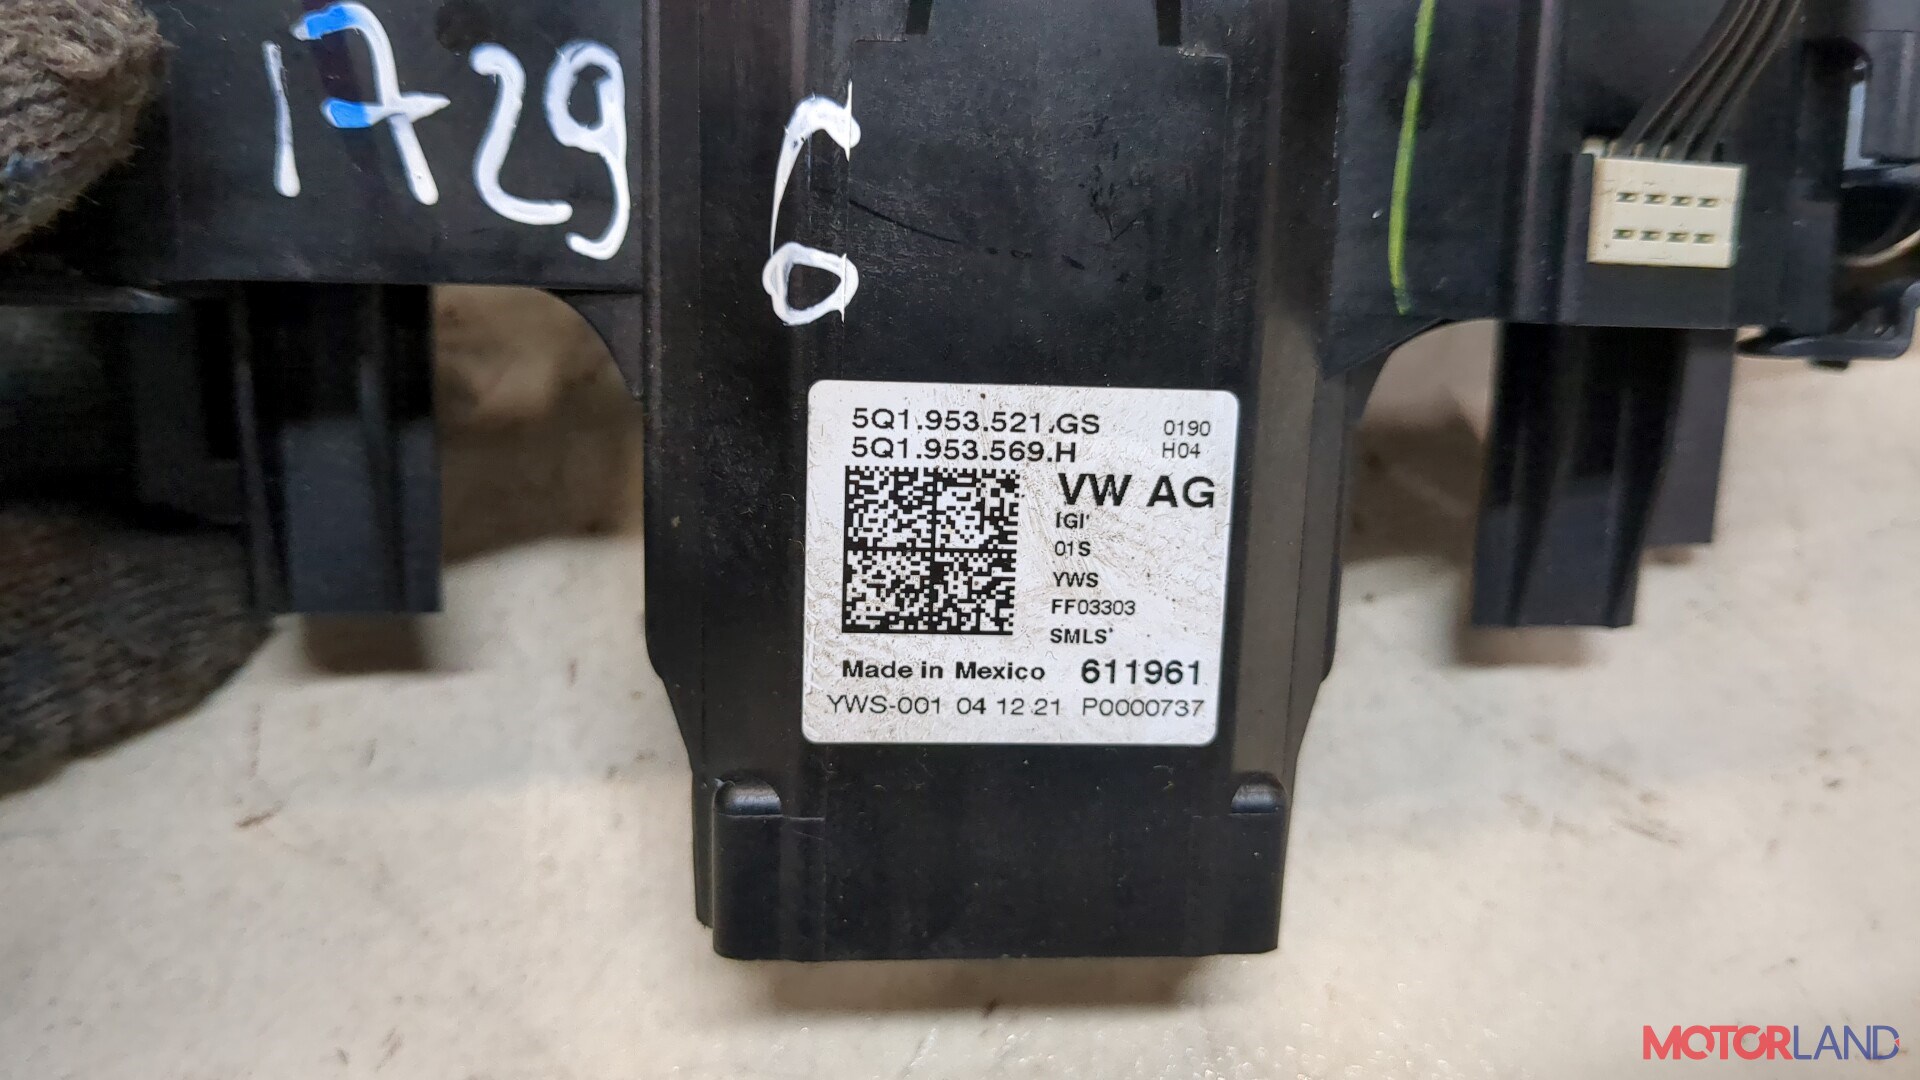 1729
6
5Q1.953.521.GS 0190
5Q1.953.569.H H04
VW AG
01S
YWS
FF03303
SMLS
Made in Mexico 611961
YWS-001 04 12 21 P0000737
MOTORLAND